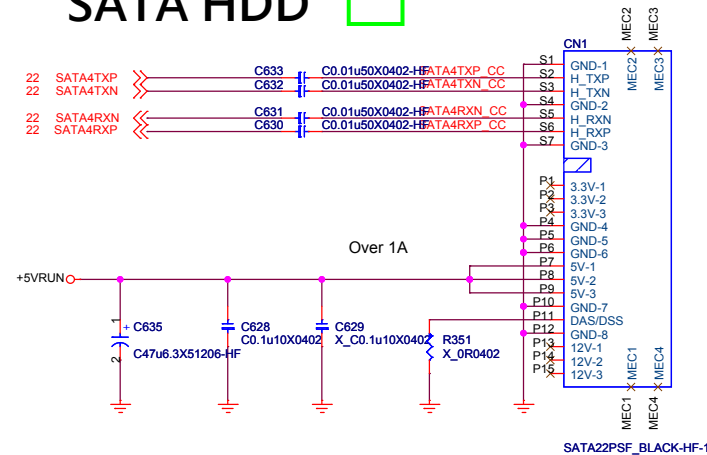 SATA HDD
MEC2
MEC3
CN1
22 SATA4TXP C633 C0.01u50X0402-HF SATA4TXP_CC S1 GND-1
22 SATA4TXN C632 C0.01u50X0402-HF SATA4TXN_CC S2 H_TXP
S3 H_TXN
S4 GND-2
22 SATA4RXN C631 C0.01u50X0402-HF SATA4RXN_CC S5 H_RXN
22 SATA4RXP C630 C0.01u50X0402-HF SATA4RXP_CC S6 H_RXP
S7 GND-3
MEC2
MEC3
P1 3.3V-1
P2 3.3V-2
P3 3.3V-3
P4 GND-4
P5 GND-5
Over 1A
P6 GND-6
P7 5V-1
+5VRUN P8 5V-2
P9 5V-3
P10 GND-7
P11 DAS/DSS
P12 GND-8
P13 12V-1
P14 12V-2
P15 12V-3
1
+ C635
C47u6.3X51206-HF
2
C628
C0.1u10X0402
C629
X_C0.1u10X0402
R351
X_0R0402
MEC1
MEC4
MEC1
MEC4
SATA22PSF_BLACK-HF-1